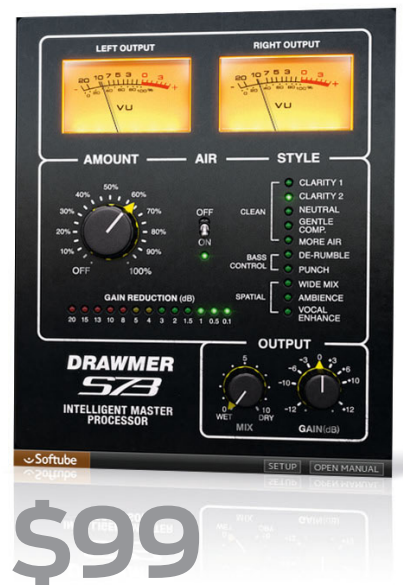 LEFT OUTPUT
RIGHT OUTPUT
20 10 7 5 3 0 3
- +
VU
20 10 7 5 3 0 3
- +
VU
AMOUNT
AIR
STYLE
OFF
10%
20%
30%
40%
50%
60%
70%
80%
90%
100%
OFF
ON
CLEAN
CLARITY 1
CLARITY 2
NEUTRAL
GENTLE
COMP.
MORE AIR
BASS
CONTROL
DE-RUMBLE
PUNCH
SPATIAL
WIDE MIX
AMBIENCE
VOCAL
ENHANCE
GAIN REDUCTION (dB)
20 15 13 10 8 5 4 3 2 1.5 1 0.5 0.1
DRAWMER
S73
INTELLIGENT MASTER
PROCESSOR
OUTPUT
5
0 10
WET DRY
MIX
-12 -10 -6 -3 0 +3 +6 +10 +12
GAIN(dB)
Softube
SETUP
OPEN MANUAL
$99